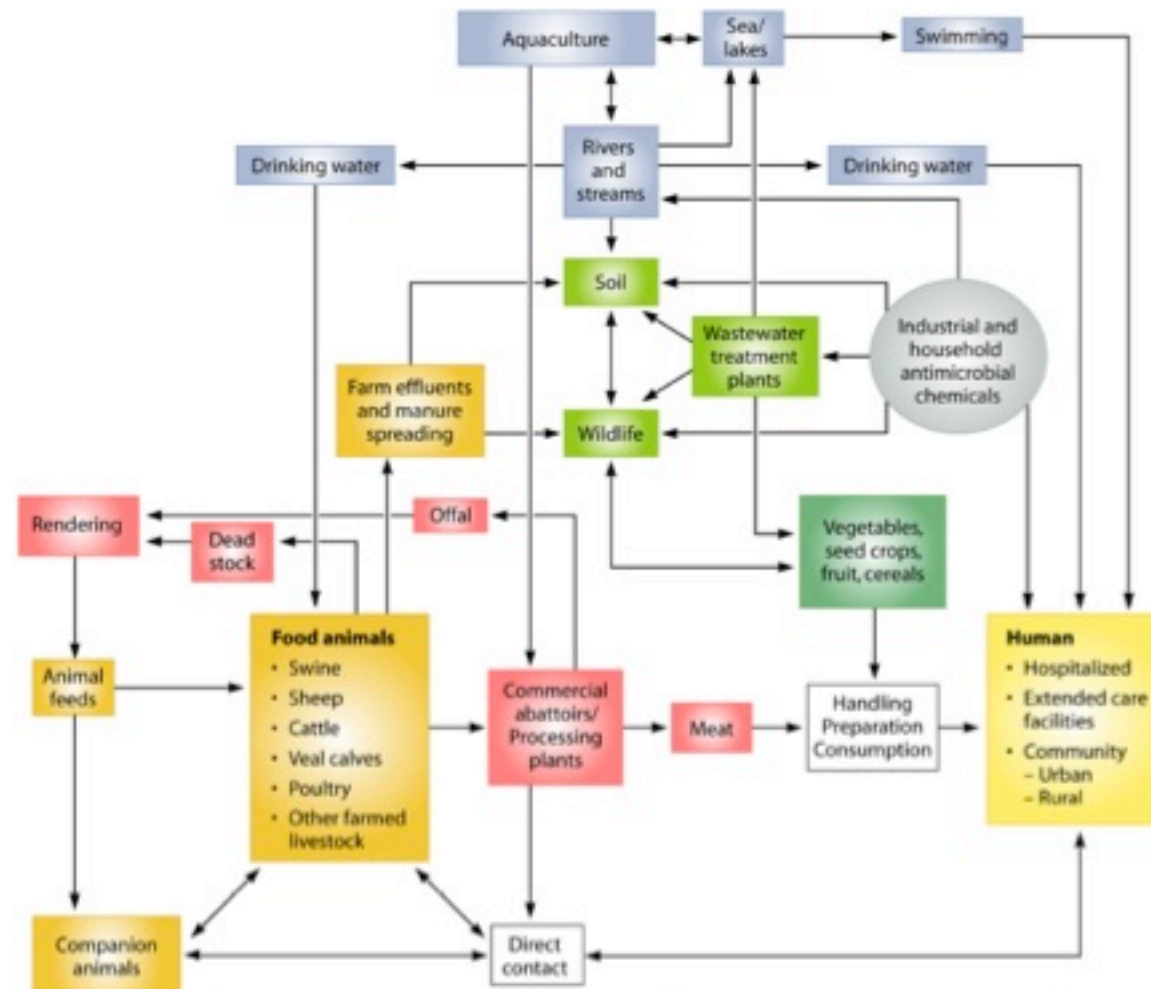 Aquaculture
Sea/
lakes
Swimming
Drinking water
Rivers
and
streams
Drinking water
Soil
Wastewater
treatment
plants
Industrial and
household
antimicrobial
chemicals
Farm effluents
and manure
spreading
Wildlife
Rendering
Offal
Dead
stock
Vegetables,
seed crops,
fruit, cereals
Animal
feeds
Food animals
• Swine
• Sheep
• Cattle
• Veal calves
• Poultry
• Other farmed
livestock
Commercial
abattoirs/
Processing
plants
Meat
Handling
Preparation
Consumption
Human
• Hospitalized
• Extended care
facilities
• Community
– Urban
– Rural
Companion
animals
Direct
contact